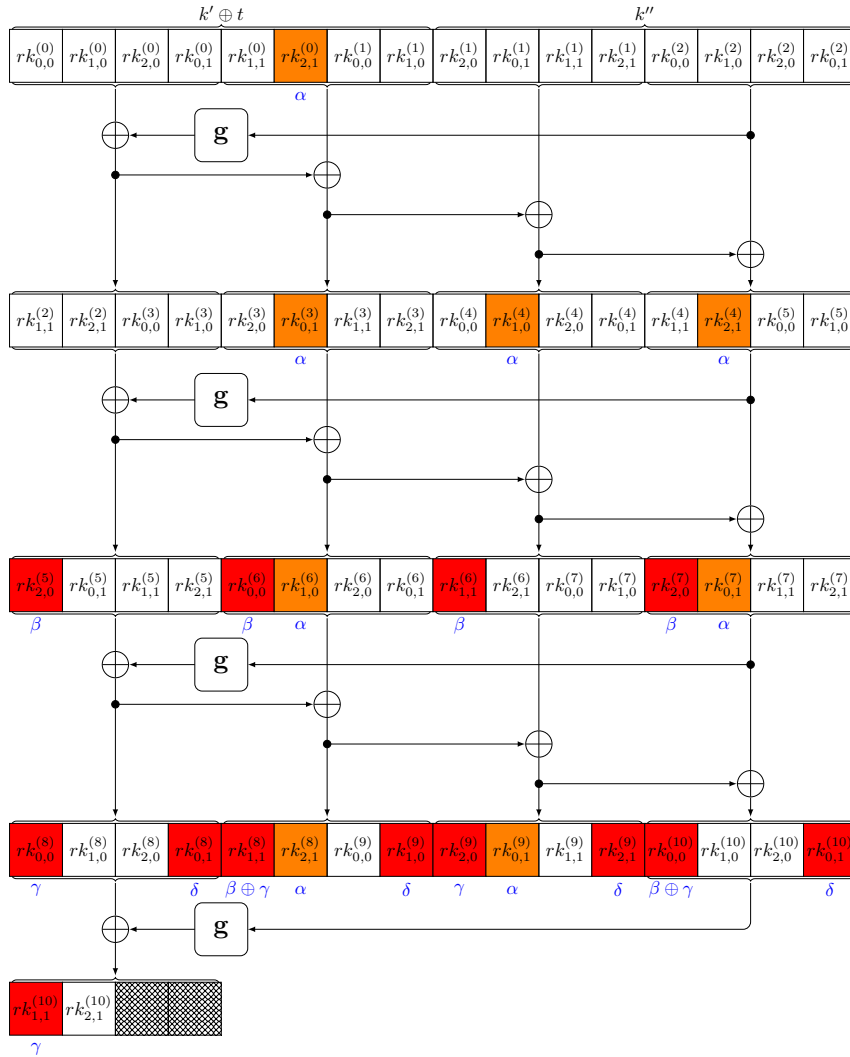 k′ ⊕ t k″
rk_{0,0}^{(0)} rk_{1,0}^{(0)} rk_{2,0}^{(0)} rk_{0,1}^{(0)} rk_{1,1}^{(0)} rk_{2,1}^{(0)} rk_{0,0}^{(1)} rk_{1,0}^{(1)} rk_{2,0}^{(1)} rk_{0,1}^{(1)} rk_{1,1}^{(1)} rk_{2,1}^{(1)} rk_{0,0}^{(2)} rk_{1,0}^{(2)} rk_{2,0}^{(2)} rk_{0,1}^{(2)}
α
g
rk_{1,1}^{(2)} rk_{2,1}^{(2)} rk_{0,0}^{(3)} rk_{1,0}^{(3)} rk_{2,0}^{(3)} rk_{0,1}^{(3)} rk_{1,1}^{(3)} rk_{2,1}^{(3)} rk_{0,0}^{(4)} rk_{1,0}^{(4)} rk_{2,0}^{(4)} rk_{0,1}^{(4)} rk_{1,1}^{(4)} rk_{2,1}^{(4)} rk_{0,0}^{(5)} rk_{1,0}^{(5)}
α α α
g
rk_{2,0}^{(5)} rk_{0,1}^{(5)} rk_{1,1}^{(5)} rk_{2,1}^{(5)} rk_{0,0}^{(6)} rk_{1,0}^{(6)} rk_{2,0}^{(6)} rk_{0,1}^{(6)} rk_{1,1}^{(6)} rk_{2,1}^{(6)} rk_{0,0}^{(7)} rk_{1,0}^{(7)} rk_{2,0}^{(7)} rk_{0,1}^{(7)} rk_{1,1}^{(7)} rk_{2,1}^{(7)}
β β α β β α
g
rk_{0,0}^{(8)} rk_{1,0}^{(8)} rk_{2,0}^{(8)} rk_{0,1}^{(8)} rk_{1,1}^{(8)} rk_{2,1}^{(8)} rk_{0,0}^{(9)} rk_{1,0}^{(9)} rk_{2,0}^{(9)} rk_{0,1}^{(9)} rk_{1,1}^{(9)} rk_{2,1}^{(9)} rk_{0,0}^{(10)} rk_{1,0}^{(10)} rk_{2,0}^{(10)} rk_{0,1}^{(10)}
γ δ β ⊕ γ α δ γ α δ β ⊕ γ δ
g
rk_{1,1}^{(10)} rk_{2,1}^{(10)}
γ